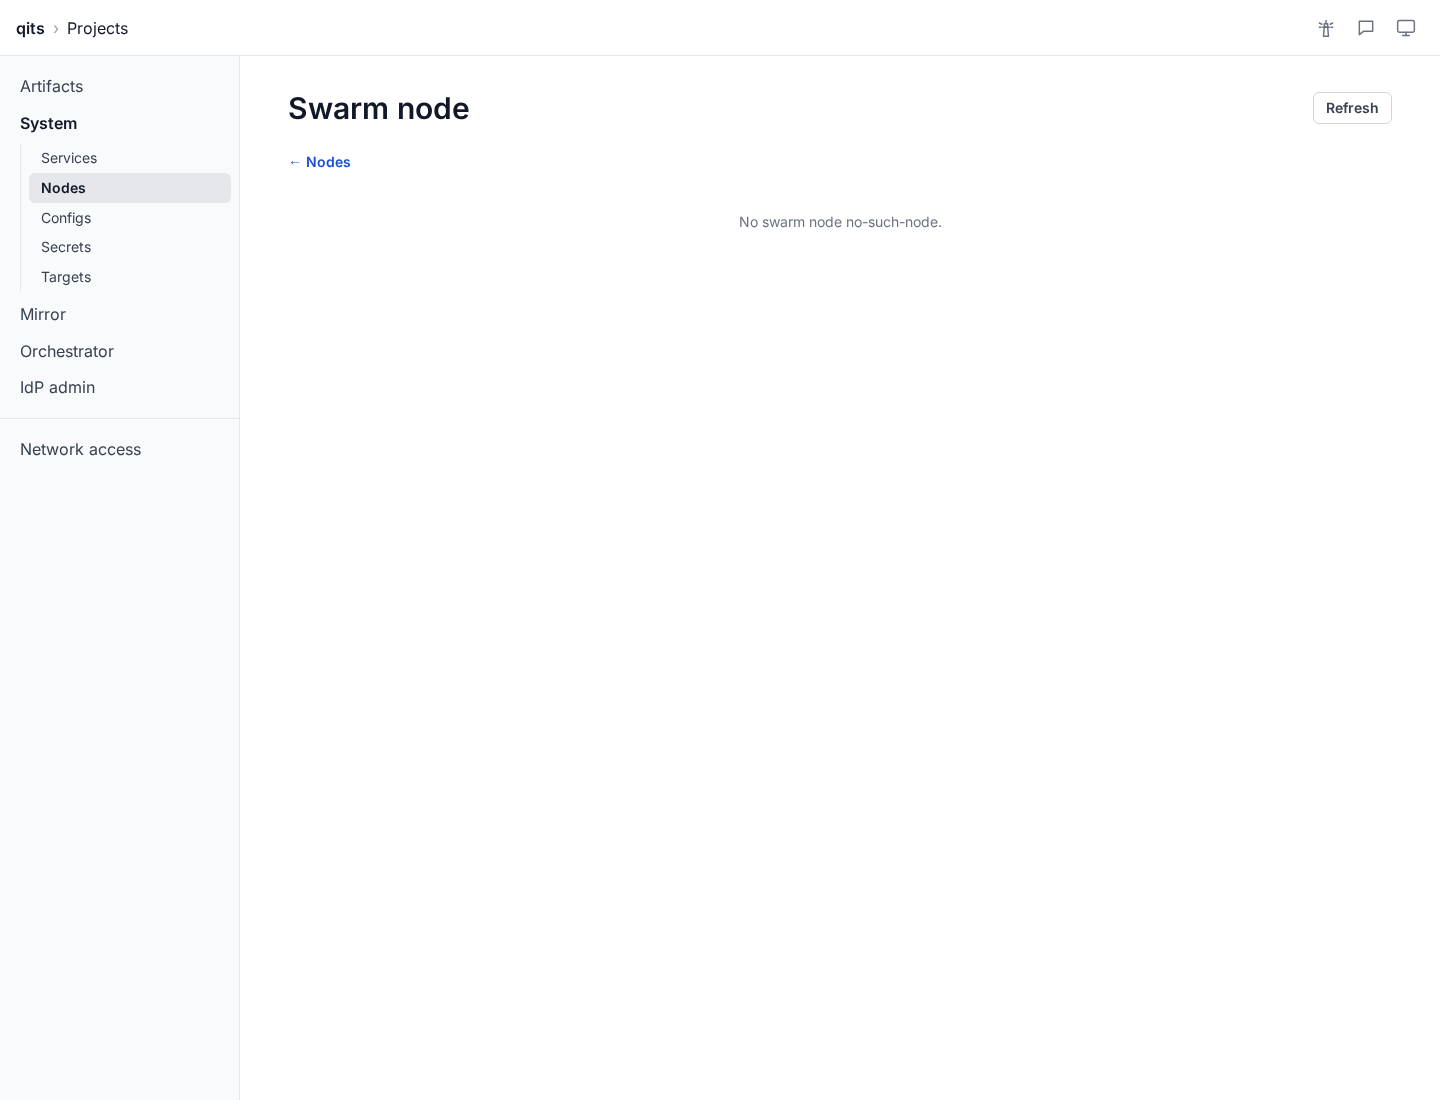 qits › Projects
Artifacts
System
Services
Nodes
Configs
Secrets
Targets
Mirror
Orchestrator
IdP admin
Network access
Swarm node
Refresh
← Nodes
No swarm node no-such-node.